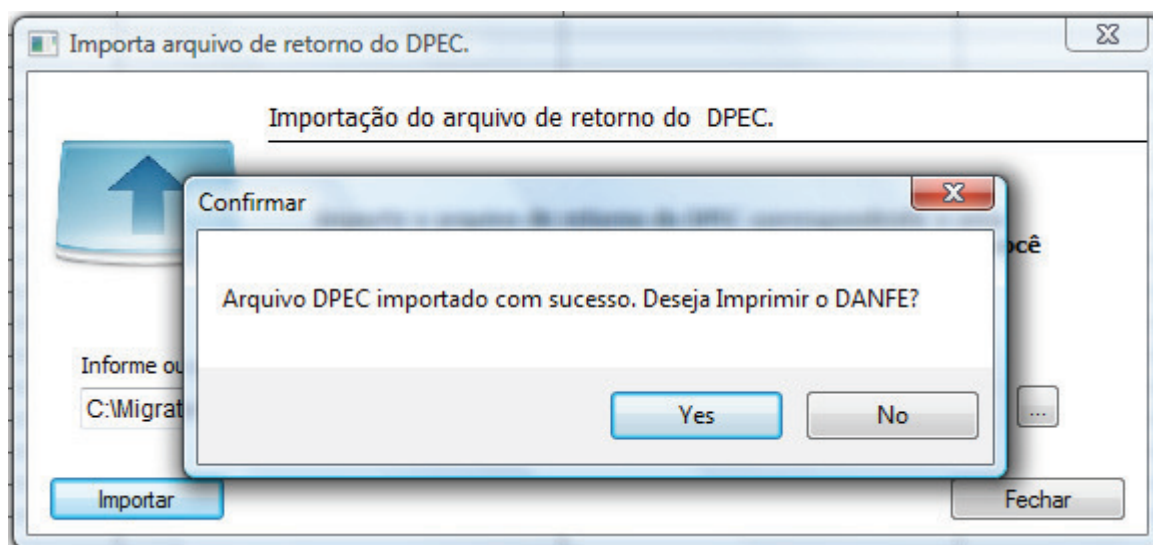 Importa arquivo de retorno do DPEC.
Importação do arquivo de retorno do DPEC.
Confirmar
ocê
Arquivo DPEC importado com sucesso. Deseja Imprimir o DANFE?
Informe ou
C:\Migrat
...
Yes
No
Importar
Fechar